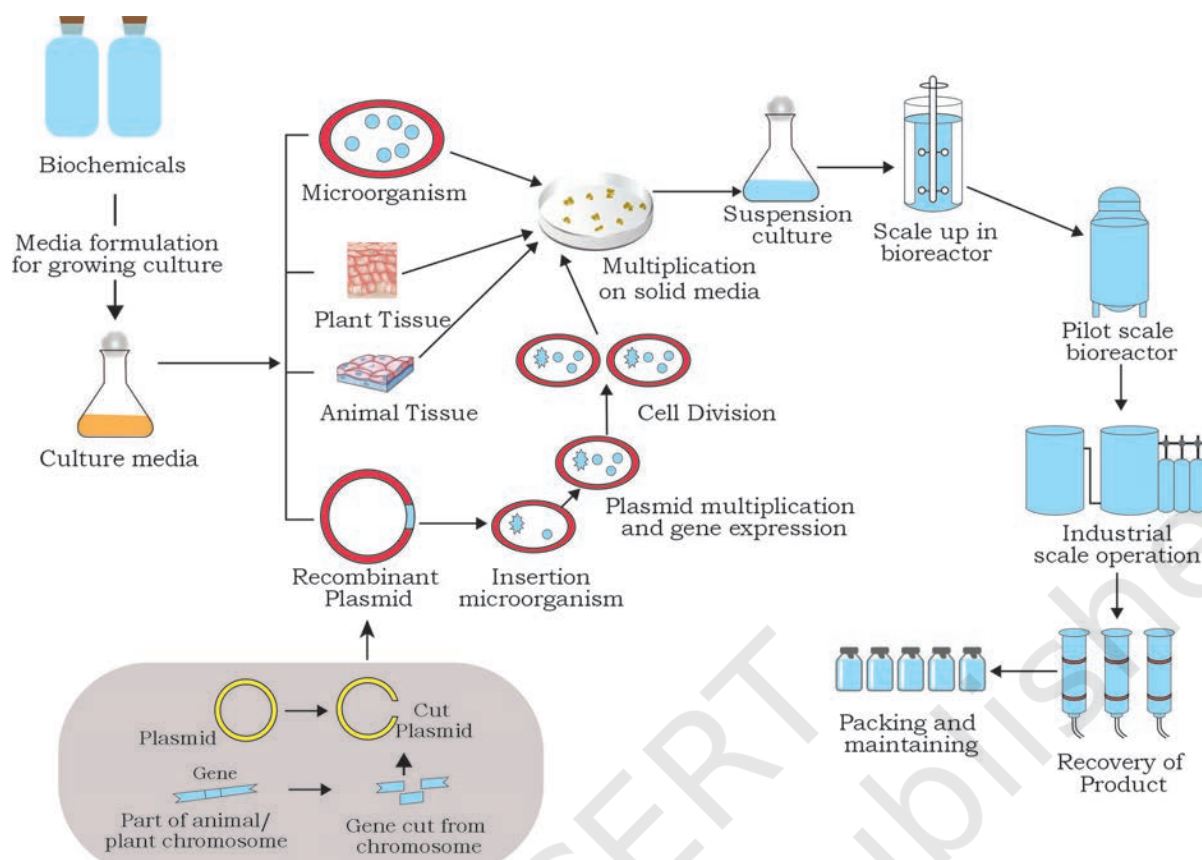 Biochemicals
Media formulation
for growing culture
Culture media
Microorganism
Plant Tissue
Animal Tissue
Recombinant
Plasmid
Insertion
microorganism
Plasmid multiplication
and gene expression
Cell Division
Multiplication
on solid media
Suspension
culture
Scale up in
bioreactor
Pilot scale
bioreactor
Industrial
scale operation
Recovery of
Product
Packing and
maintaining
Plasmid
Cut
Plasmid
Gene
Part of animal/
plant chromosome
Gene cut from
chromosome